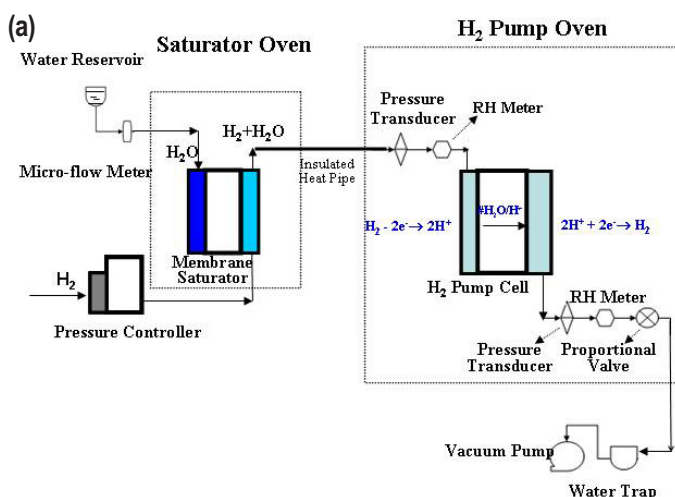 (a)
Saturator Oven
H₂ Pump Oven
Water Reservoir
Pressure
Transducer
RH Meter
H₂+H₂O
H₂O
Insulated
Heat Pipe
Micro-flow Meter
#H₂O/H⁺
H₂ - 2e⁻→ 2H⁺
2H⁺ + 2e⁻→ H₂
Membrane
Saturator
H₂
H₂ Pump Cell
RH Meter
Pressure Controller
Pressure
Transducer
Proportional
Valve
Vacuum Pump
Water Trap